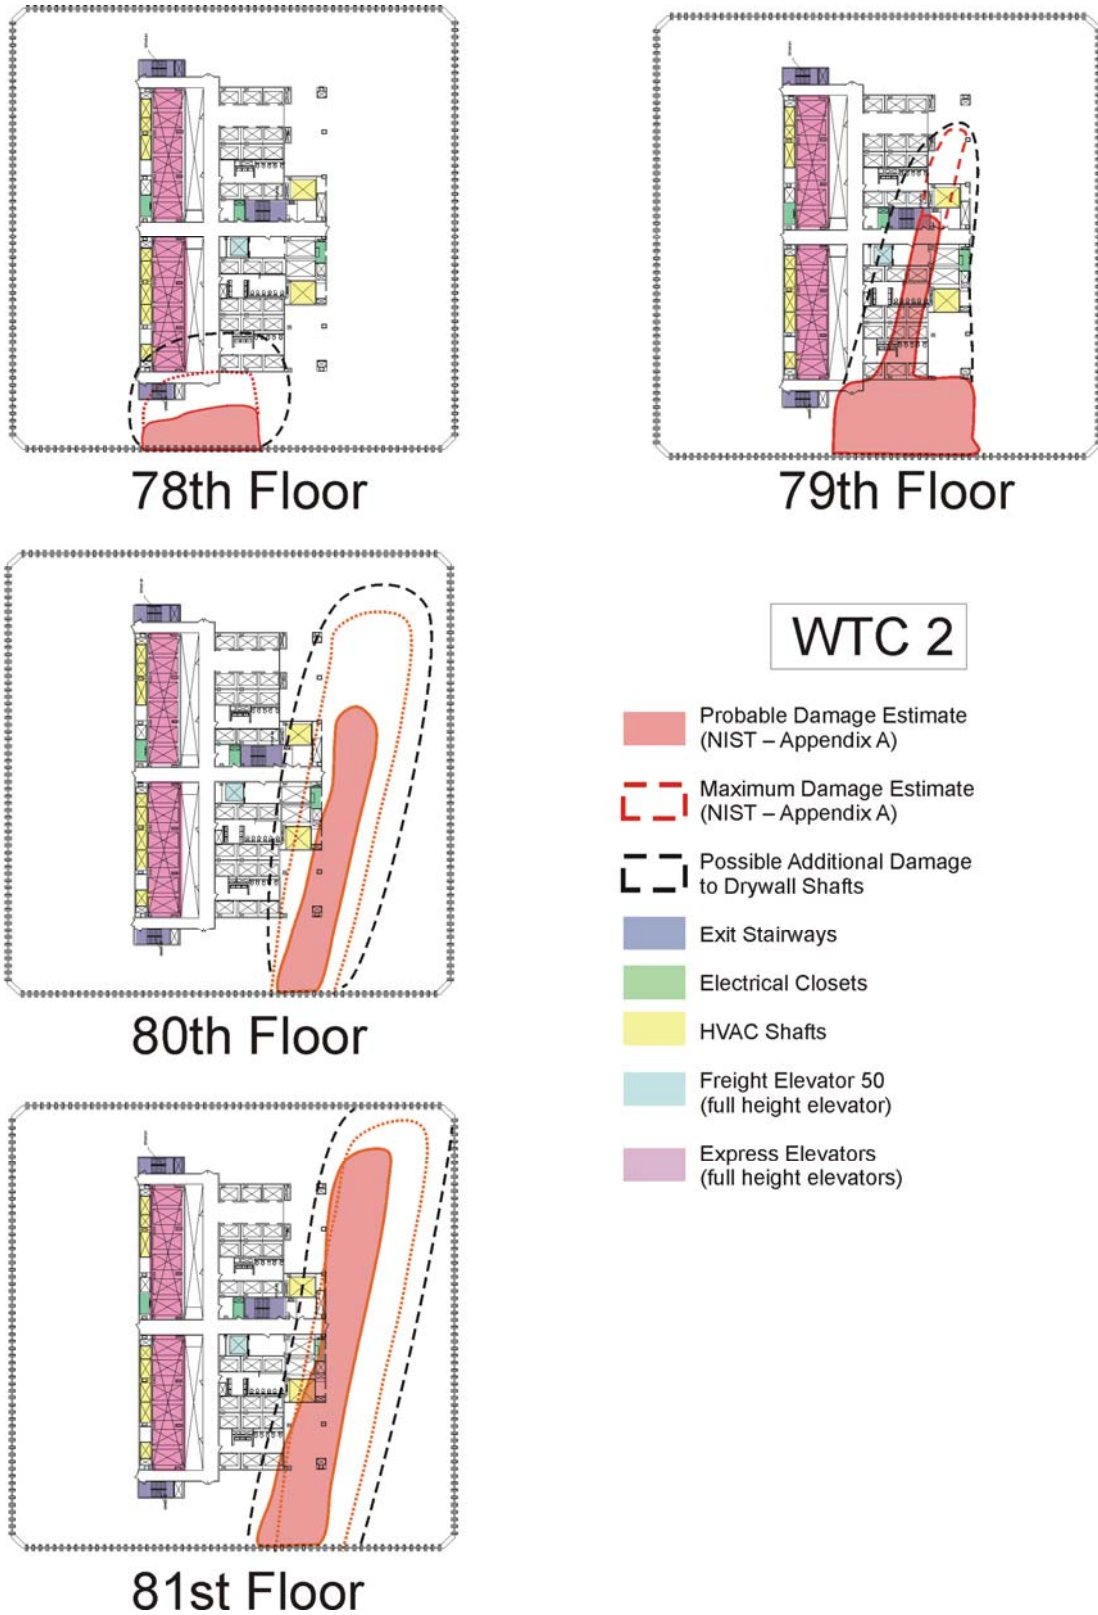 78th Floor
79th Floor
80th Floor
WTC 2
Probable Damage Estimate
(NIST – Appendix A)
Maximum Damage Estimate
(NIST – Appendix A)
Possible Additional Damage
to Drywall Shafts
Exit Stairways
Electrical Closets
HVAC Shafts
Freight Elevator 50
(full height elevator)
Express Elevators
(full height elevators)
81st Floor